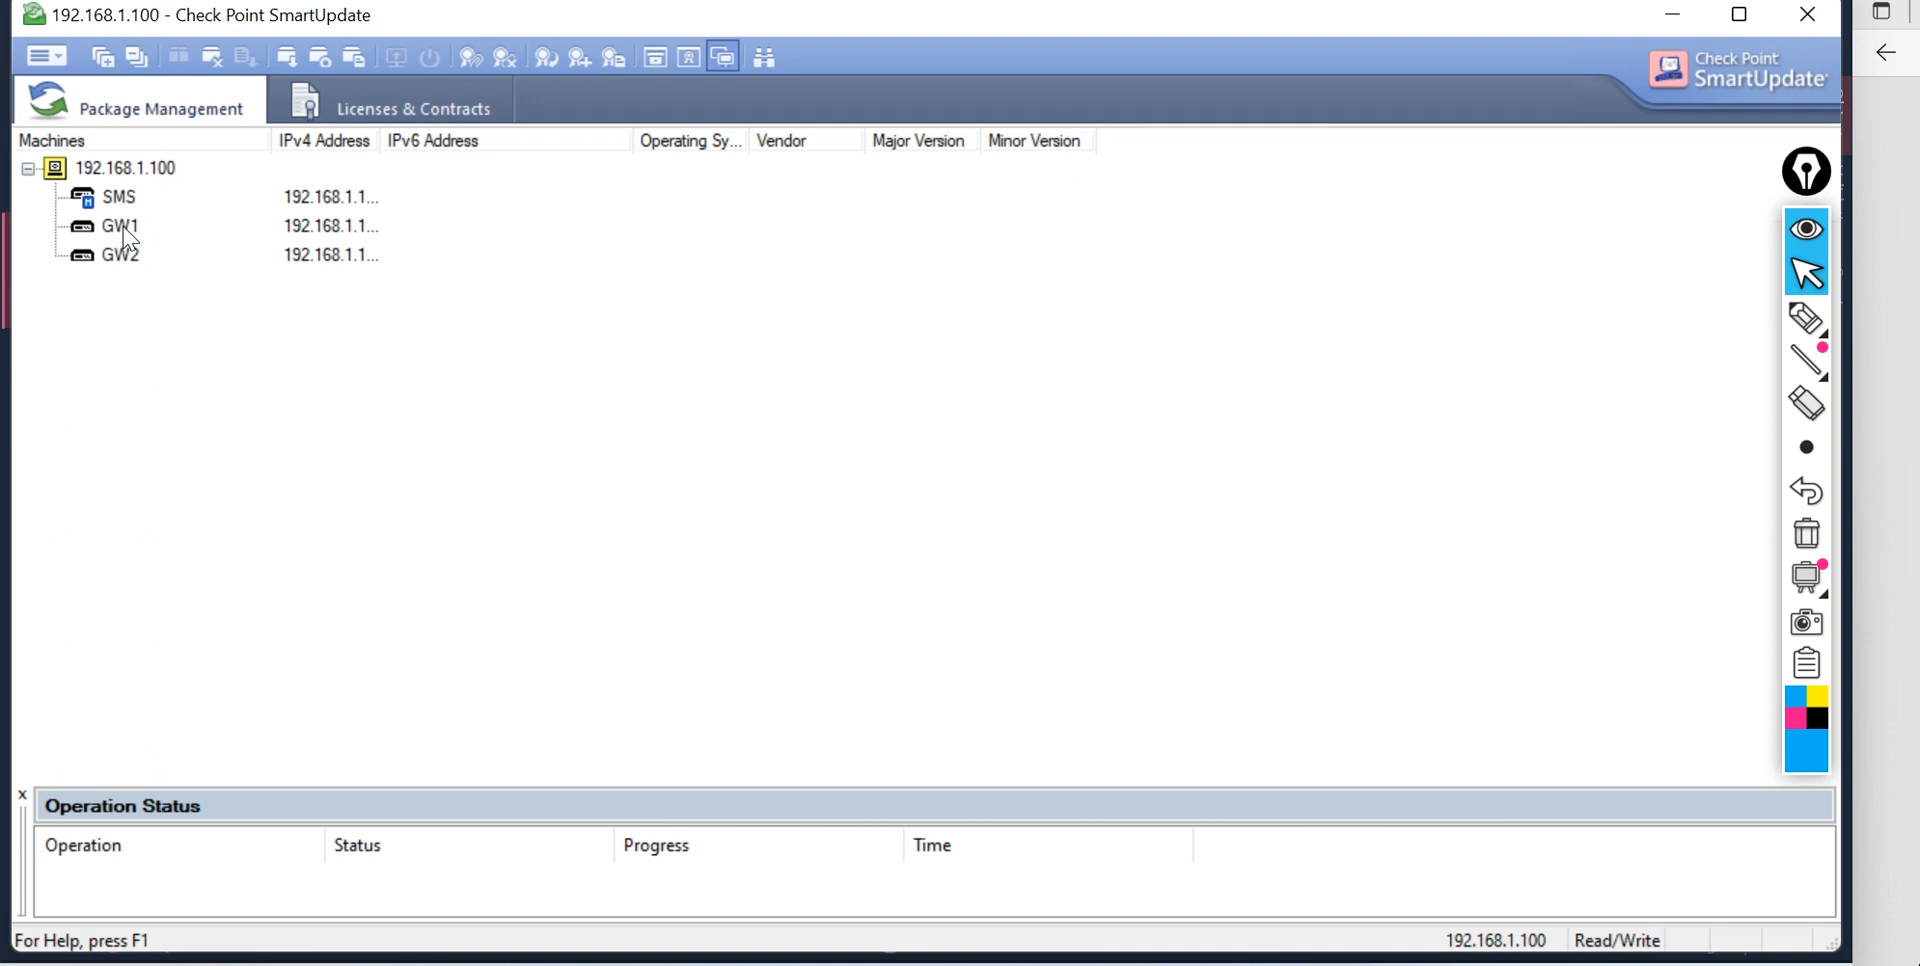 192.168.1.100 - Check Point SmartUpdate
Check Point
SmartUpdate
Package Management
Licenses & Contracts
Machines IPv4 Address IPv6 Address Operating Sy... Vendor Major Version Minor Version
192.168.1.100
SMS 192.168.1.1...
GW1 192.168.1.1...
GW2 192.168.1.1...
x
Operation Status
Operation Status Progress Time
For Help, press F1 192.168.1.100 Read/Write